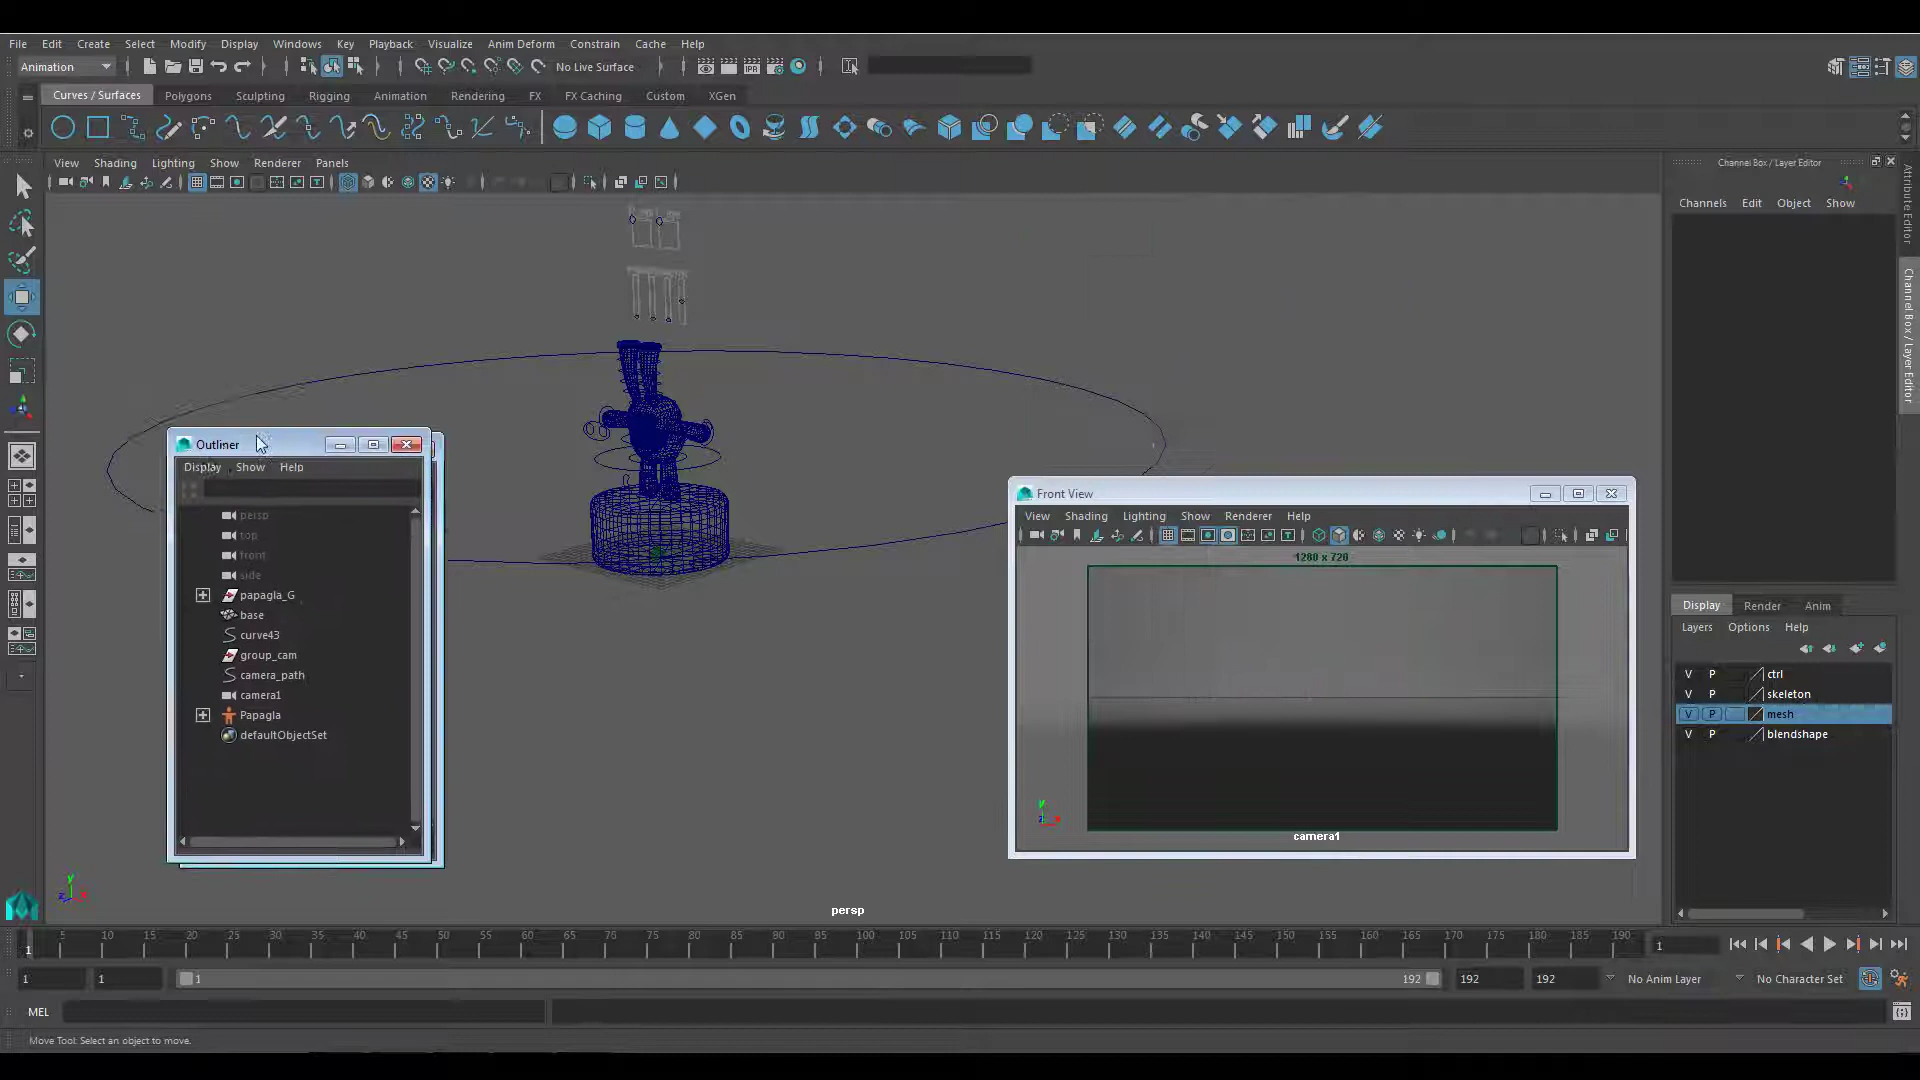 File Edit Create Select Modify Display Windows Key Playback Visualize Anim Deform Constrain Cache Help
Animation No Live Surface
Curves / Surfaces Polygons Sculpting Rigging Animation Rendering FX FX Caching Custom XGen
View Shading Lighting Show Renderer Panels
Channel Box / Layer Editor
Channels Edit Object Show
Attribute Editor
Channel Box / Layer Editor
Outliner
Display Show Help
persp
top
front
side
papagla_G
base
curve43
group_cam
camera_path
camera1
Papagla
defaultObjectSet
Front View
View Shading Lighting Show Renderer Help
1280 x 720
camera1
y
Display Render Anim
Layers Options Help
V P ctrl
V P skeleton
V P mesh
V P blendshape
y
persp
1 5 10 15 20 25 30 35 40 45 50 55 60 65 70 75 80 85 90 95 100 105 110 115 120 125 130 135 140 145 150 155 160 165 170 175 180 185 190 1
1 1 1 192 192 192 No Anim Layer No Character Set
MEL
Move Tool: Select an object to move.